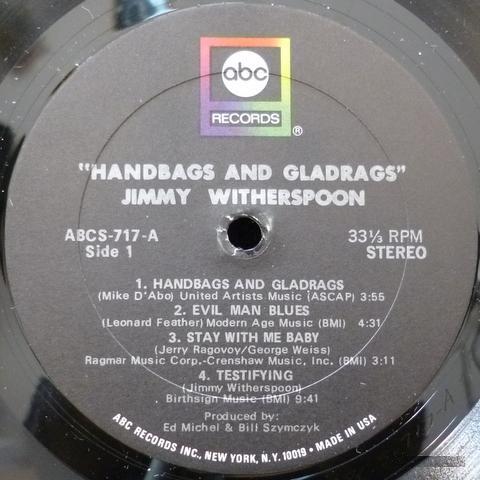 abc
RECORDS
®
"HANDBAGS AND GLADRAGS"
JIMMY WITHERSPOON
ABCS-717-A
Side 1
33⅓ RPM
STEREO
1. HANDBAGS AND GLADRAGS
(Mike D'Abo) United Artists Music (ASCAP) 3:55
2. EVIL MAN BLUES
(Leonard Feather) Modern Age Music (BMI) 4:31
3. STAY WITH ME BABY
(Jerry Ragovoy/George Weiss)
Ragmar Music Corp.-Crenshaw Music, Inc. (BMI) 3:11
4. TESTIFYING
(Jimmy Witherspoon)
Birthsign Music (BMI) 9:41
Produced by:
Ed Michel & Bill Szymczyk
ABC RECORDS INC., NEW YORK, N.Y. 10019 • MADE IN USA